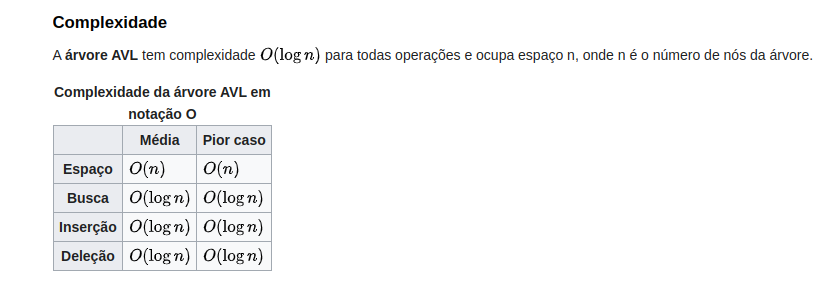 Complexidade
A árvore AVL tem complexidade O(log n) para todas operações e ocupa espaço n, onde n é o número de nós da árvore.
Complexidade da árvore AVL em
notação O
Média Pior caso
Espaço O(n) O(n)
Busca O(log n) O(log n)
Inserção O(log n) O(log n)
Deleção O(log n) O(log n)